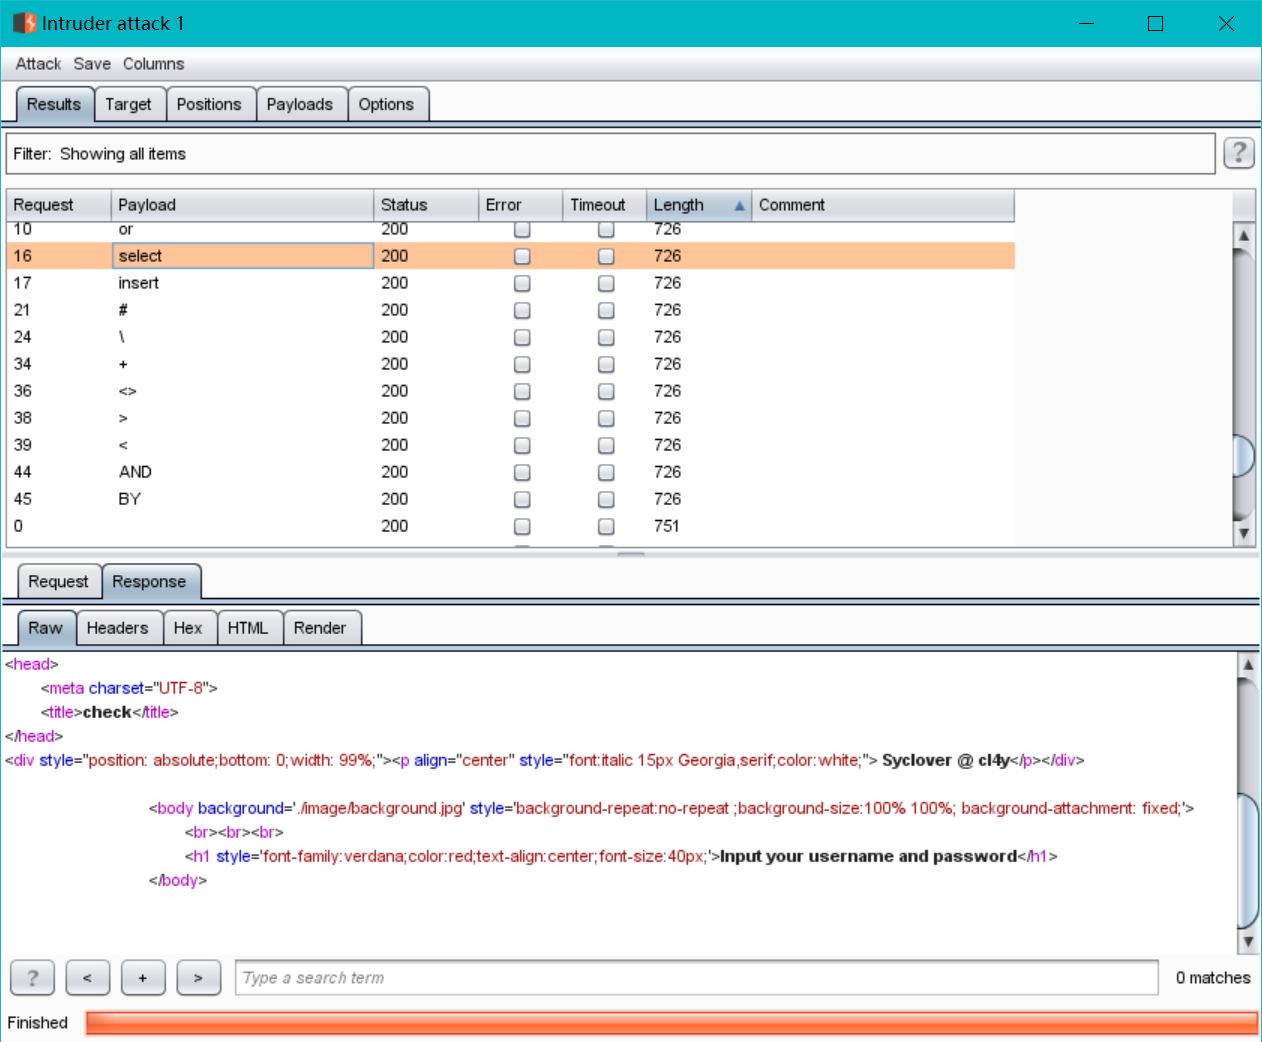 Intruder attack 1
Attack Save Columns
Results Target Positions Payloads Options
Filter: Showing all items
?
Request Payload Status Error Timeout Length Comment
10 or 200 726
16 select 200 726
17 insert 200 726
21 # 200 726
24 \ 200 726
34 + 200 726
36 <> 200 726
38 > 200 726
39 < 200 726
44 AND 200 726
45 BY 200 726
0 200 751
Request Response
Raw Headers Hex HTML Render
<head>
<meta charset="UTF-8">
<title>check</title>
</head>
<div style="position: absolute;bottom: 0;width: 99%;"><p align="center" style="font:italic 15px Georgia,serif;color:white;"> Syclover @ cl4y</p></div>
<body background='./image/background.jpg' style='background-repeat:no-repeat ;background-size:100% 100%; background-attachment: fixed;'>
<br><br><br>
<h1 style='font-family:verdana;color:red;text-align:center;font-size:40px;'>Input your username and password</h1>
</body>
? < + > Type a search term 0 matches
Finished